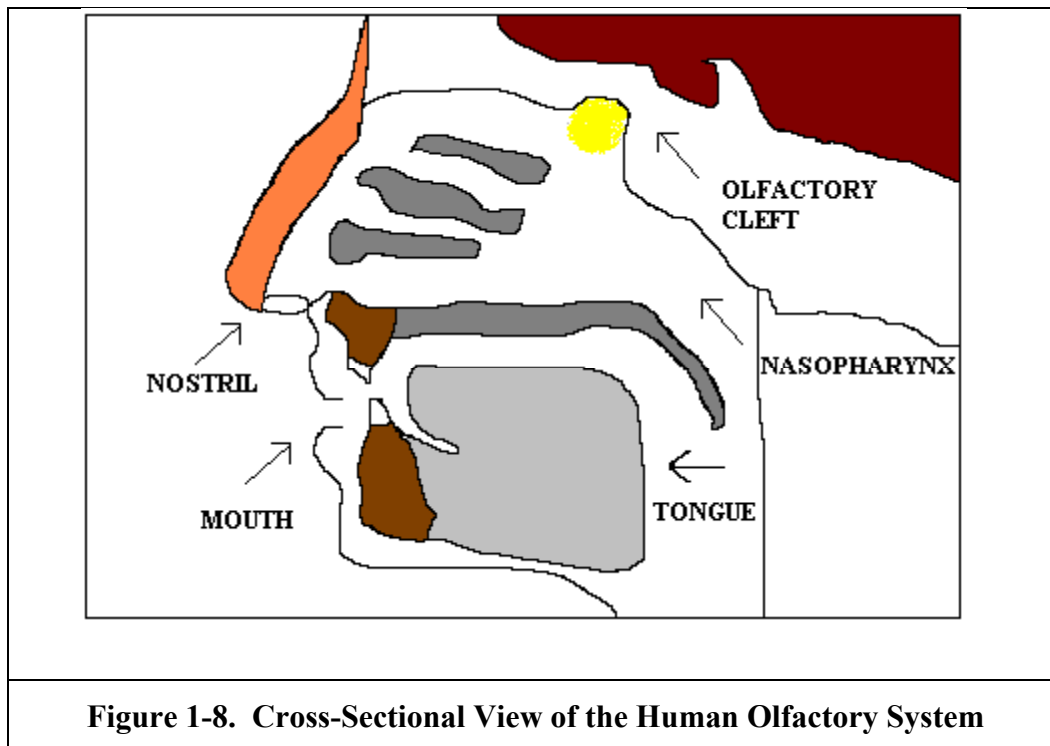 OLFACTORY
CLEFT
NASOPHARYNX
NOSTRIL
TONGUE
MOUTH
Figure 1-8. Cross-Sectional View of the Human Olfactory System